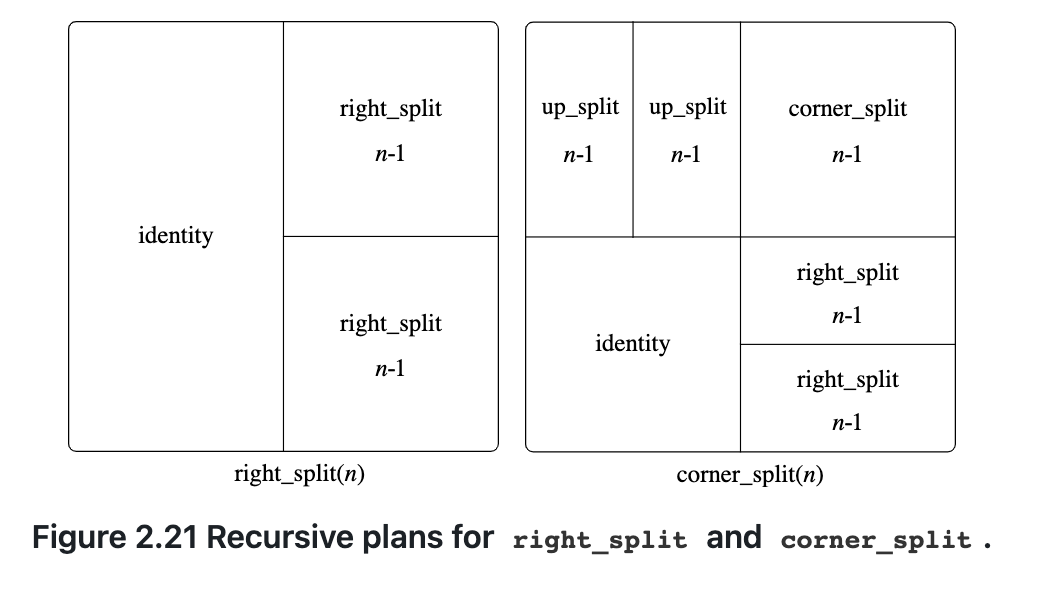 right_split
n-1
identity
right_split
n-1
right_split(n)
up_split
n-1
up_split
n-1
corner_split
n-1
identity
right_split
n-1
right_split
n-1
corner_split(n)
Figure 2.21 Recursive plans for right_split and corner_split .